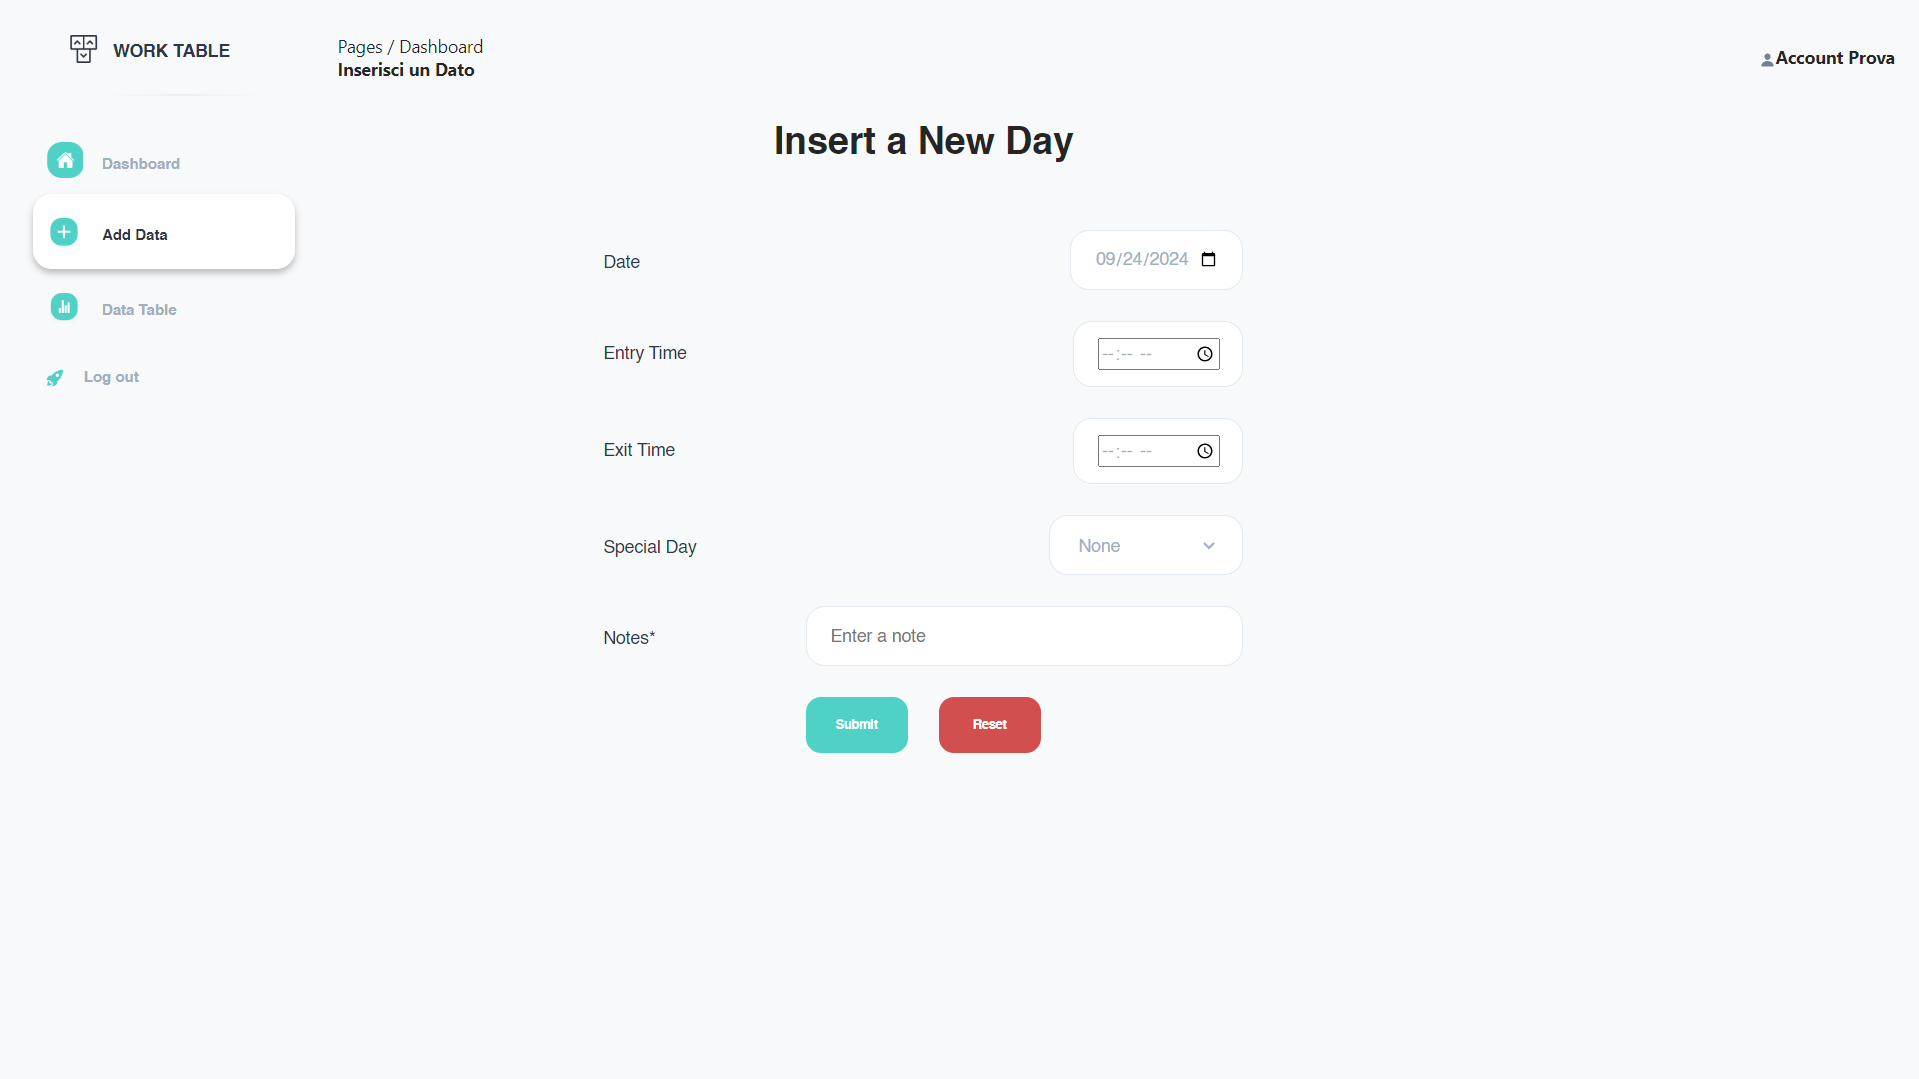 WORK TABLE
Pages / Dashboard
Inserisci un Dato
Account Prova
Dashboard
Add Data
Data Table
Log out
Insert a New Day
Date
09/24/2024
Entry Time
--:-- --
Exit Time
--:-- --
Special Day
None
Notes*
Enter a note
Submit
Reset